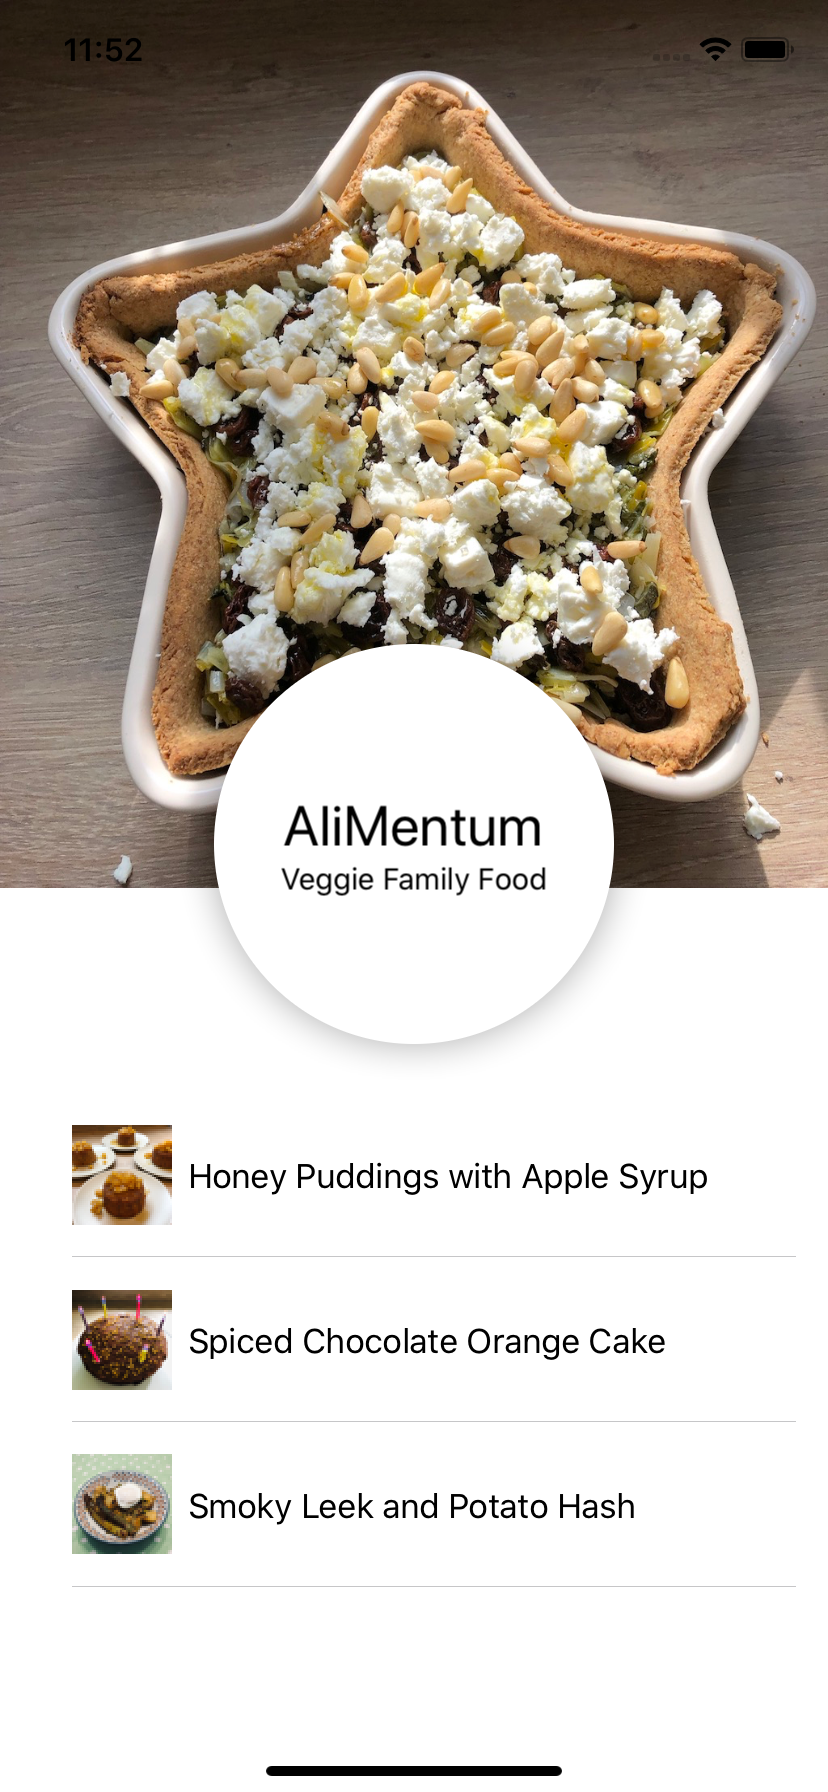 11:52
AliMentum
Veggie Family Food
Honey Puddings with Apple Syrup
Spiced Chocolate Orange Cake
Smoky Leek and Potato Hash